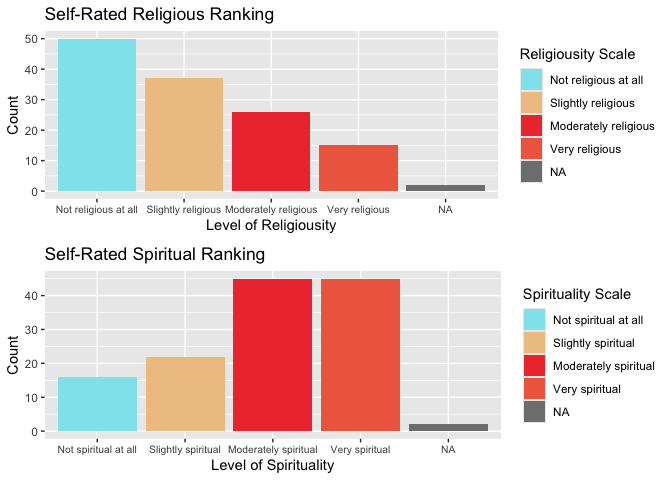 Self-Rated Religious Ranking
50
40
30
20
10
0
Count
Not religious at all Slightly religious Moderately religious Very religious NA
Level of Religiousity
Religiousity Scale
Not religious at all
Slightly religious
Moderately religious
Very religious
NA
Self-Rated Spiritual Ranking
40
30
20
10
0
Count
Not spiritual at all Slightly spiritual Moderately spiritual Very spiritual NA
Level of Spirituality
Spirituality Scale
Not spiritual at all
Slightly spiritual
Moderately spiritual
Very spiritual
NA